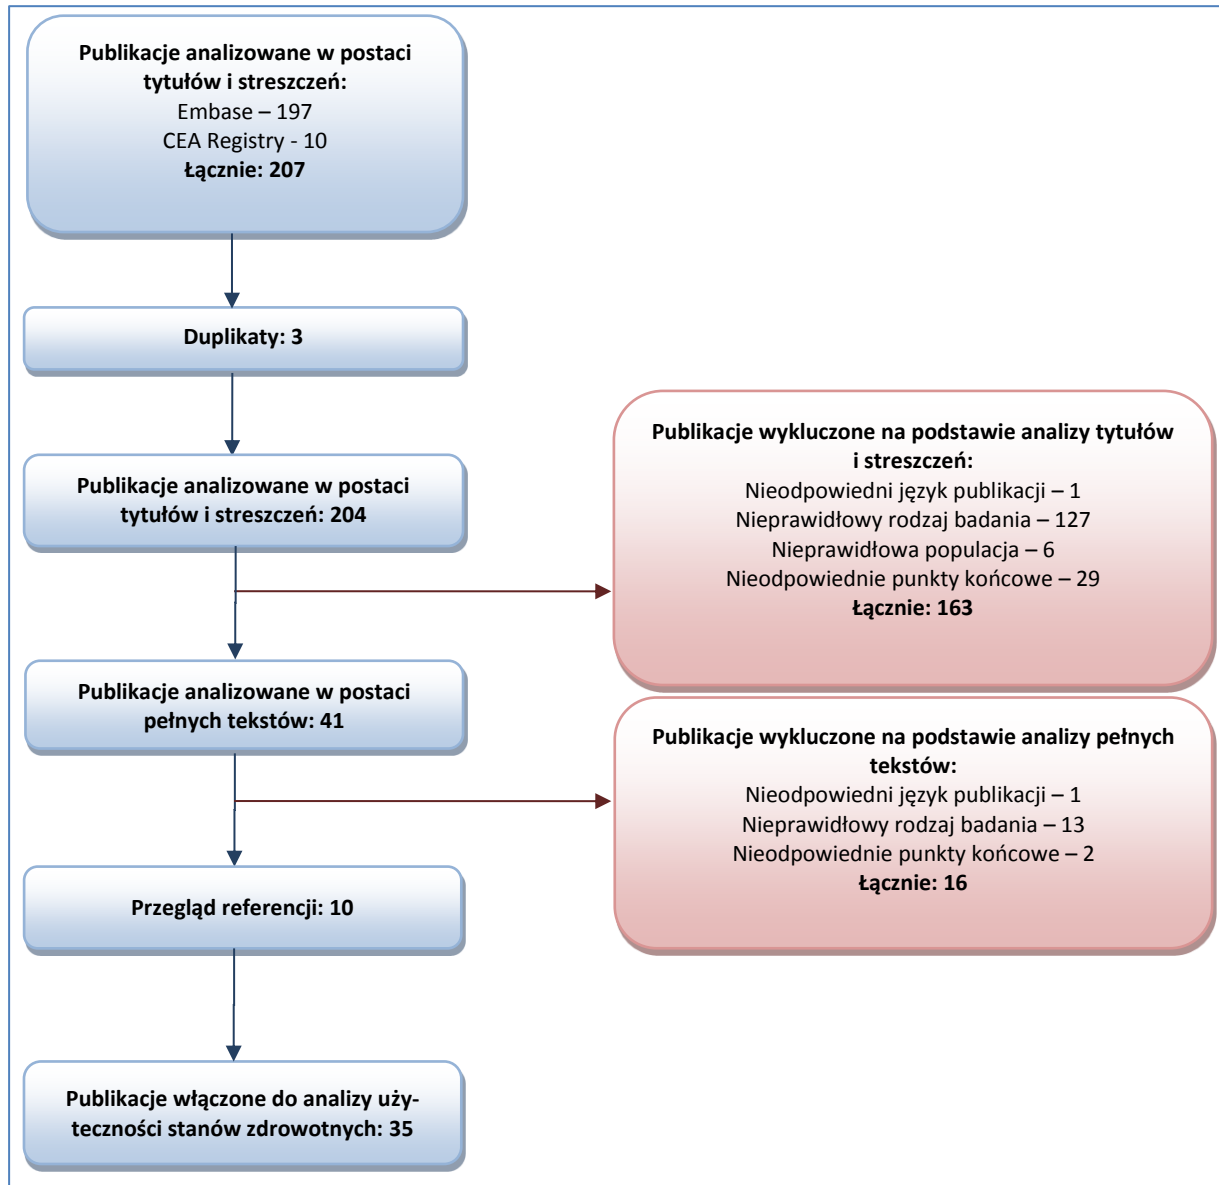 Publikacje analizowane w postaci
tytułów i streszczeń:
Embase – 197
CEA Registry - 10
Łącznie: 207
Duplikaty: 3
Publikacje analizowane w postaci
tytułów i streszczeń: 204
Publikacje wykluczone na podstawie analizy tytułów
i streszczeń:
Nieodpowiedni język publikacji – 1
Nieprawidłowy rodzaj badania – 127
Nieprawidłowa populacja – 6
Nieodpowiednie punkty końcowe – 29
Łącznie: 163
Publikacje analizowane w postaci
pełnych tekstów: 41
Publikacje wykluczone na podstawie analizy pełnych
tekstów:
Nieodpowiedni język publikacji – 1
Nieprawidłowy rodzaj badania – 13
Nieodpowiednie punkty końcowe – 2
Łącznie: 16
Przegląd referencji: 10
Publikacje włączone do analizy uży-
teczności stanów zdrowotnych: 35